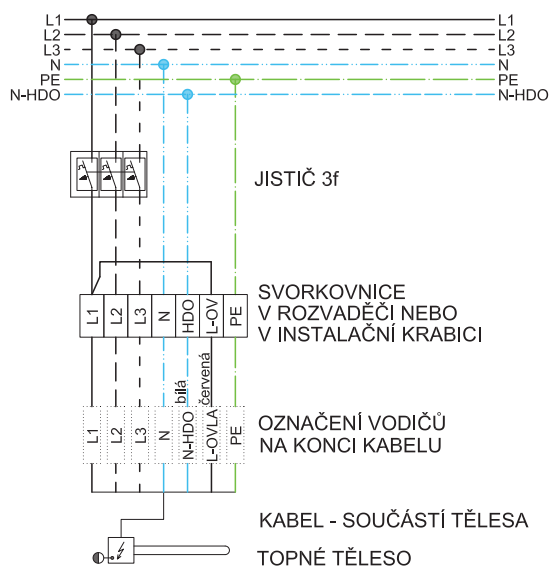 L1 L1
L2 L2
L3 L3
N N
PE PE
N-HDO N-HDO
JISTIČ 3f
L1 L2 L3 N HDO L-OV PE
SVORKOVNICE
V ROZVADĚČI NEBO
V INSTALAČNÍ KRABICI
bílá
červená
L1 L2 L3 N N-HDO L-OVLA PE
OZNAČENÍ VODIČŮ
NA KONCI KABELU
KABEL - SOUČÁSTÍ TĚLESA
TOPNÉ TĚLESO